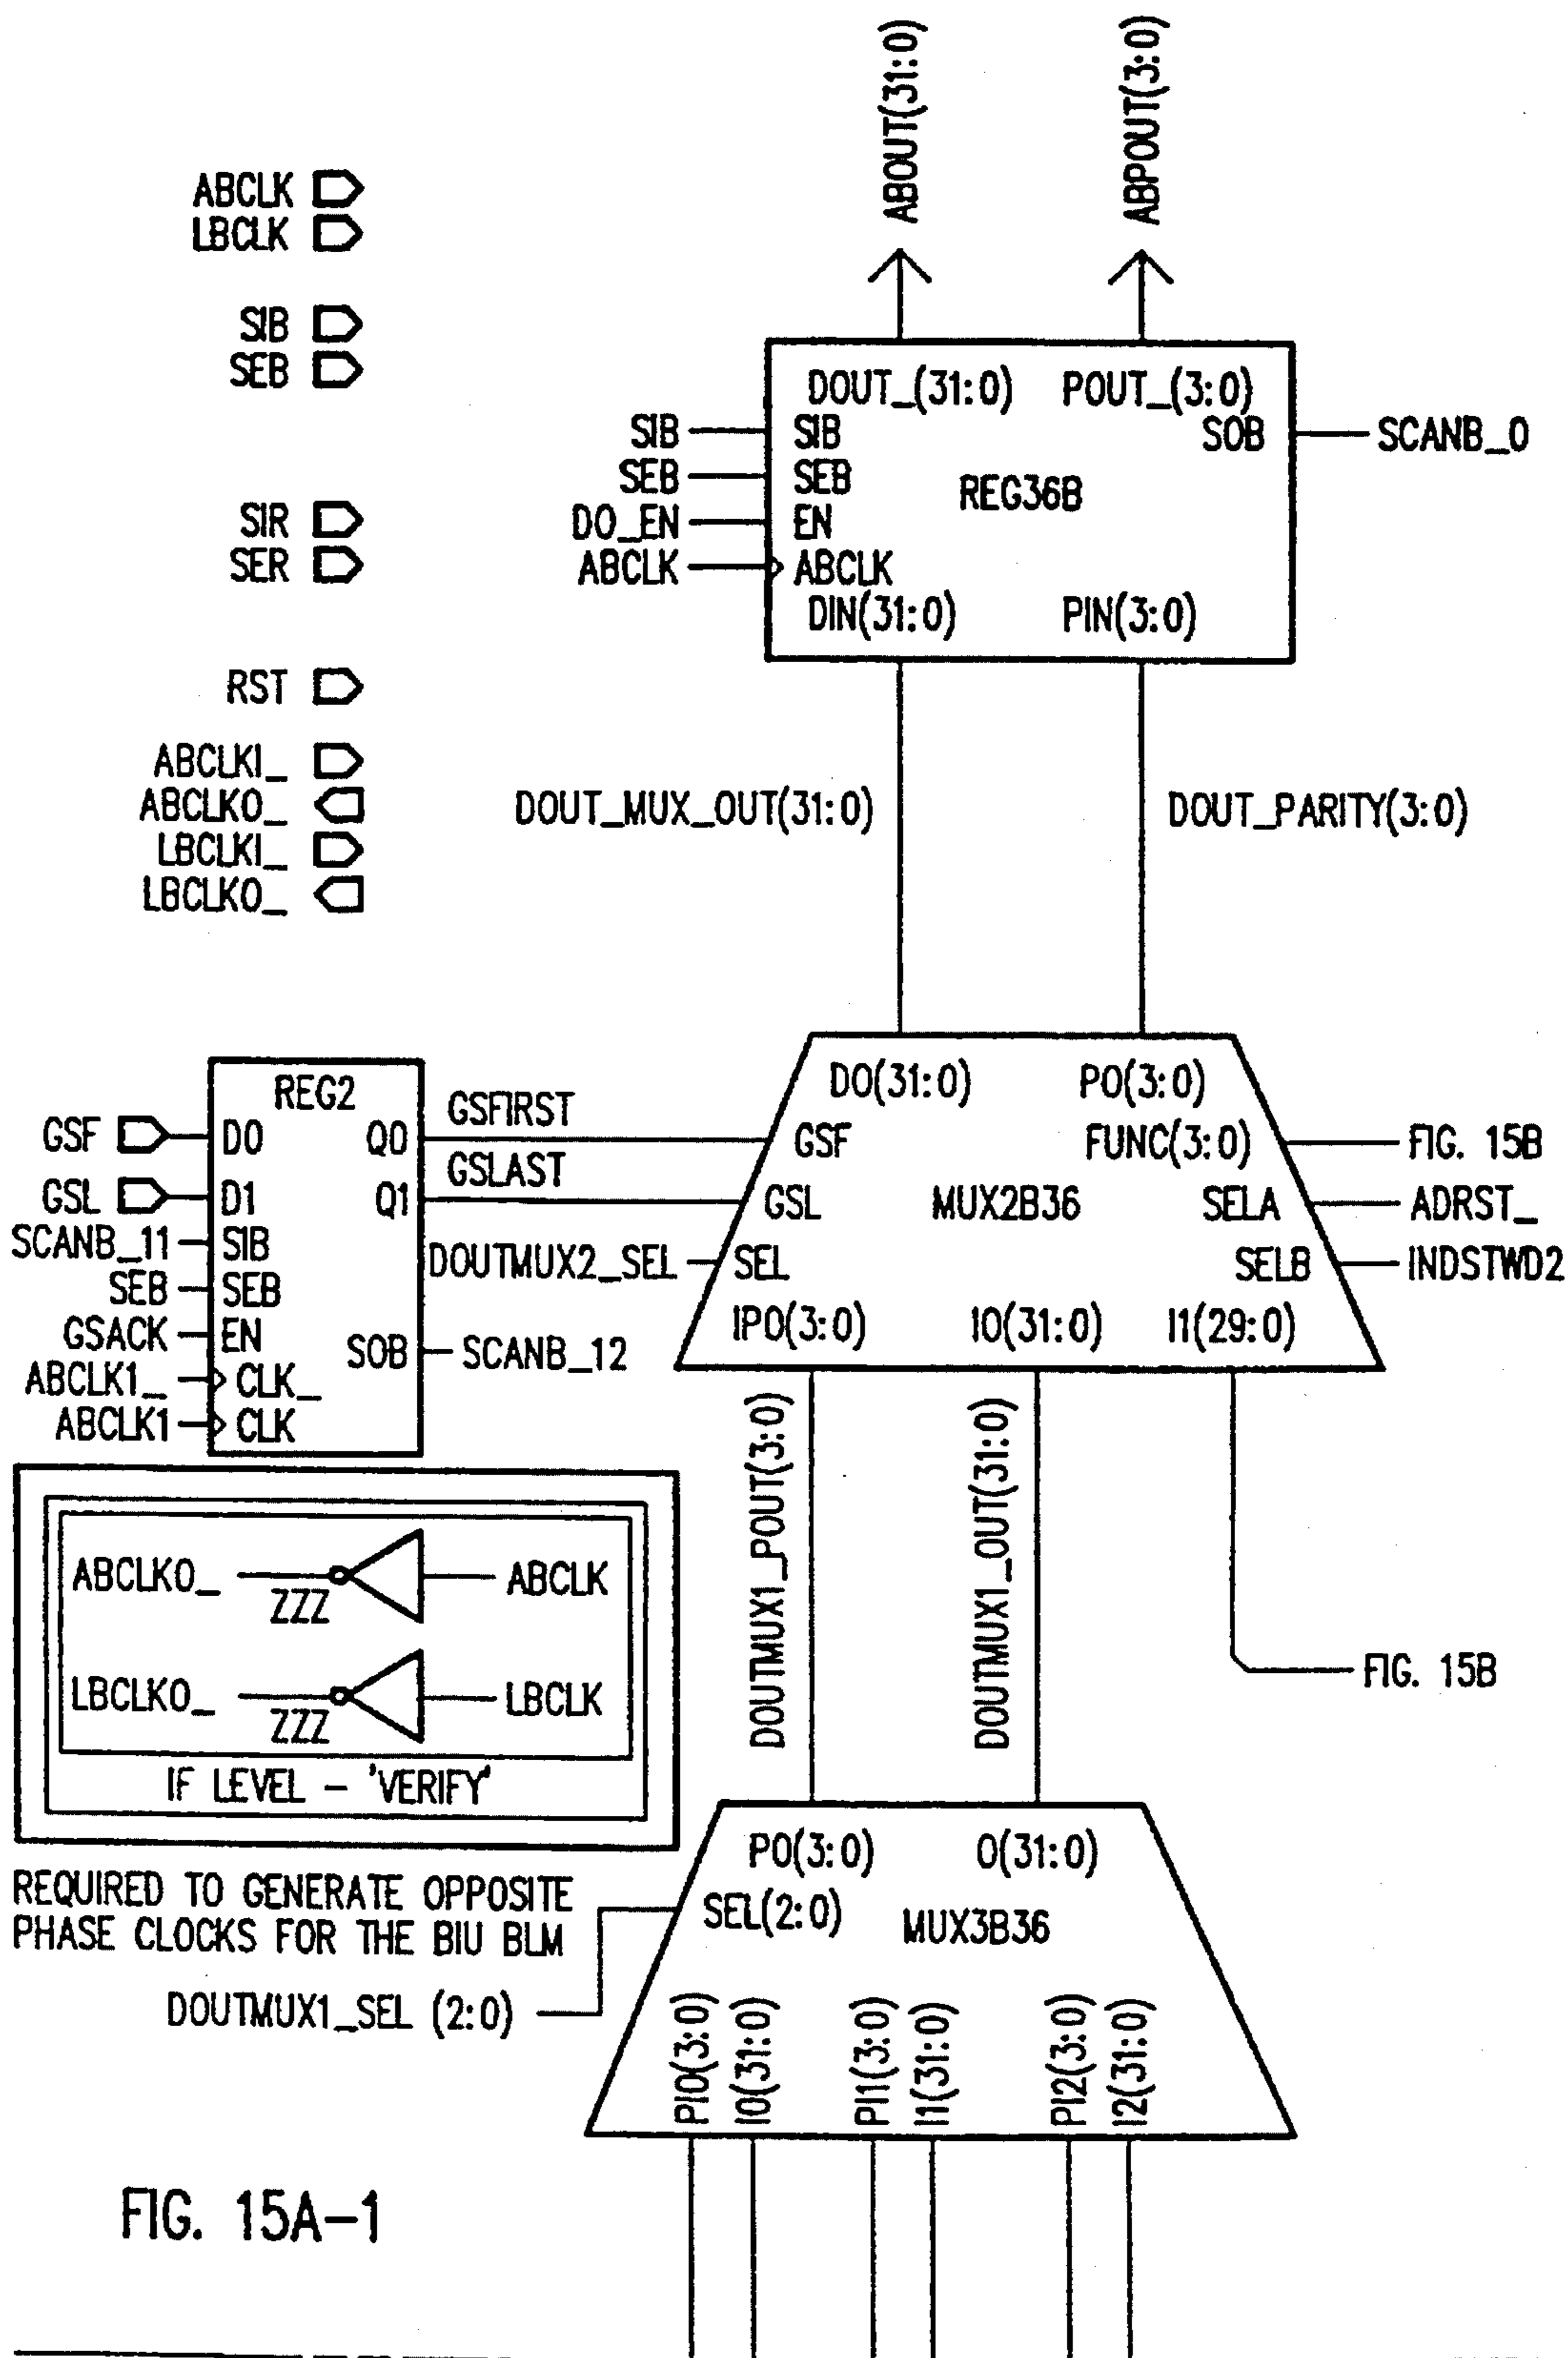 ABOUT(31:0)
ABPOUT(3:0)
ABCLK
LBCLK
SIB
SEB
SIR
SER
RST
ABCLKI_
ABCLKO_
LBCLKI_
LBCLKO_
DOUT_(31:0) POUT_(3:0)
SIB SIB SOB SCANB_0
SEB SEB REG36B
DO_EN EN
ABCLK ABCLK
DIN(31:0) PIN(3:0)
DOUT_MUX_OUT(31:0) DOUT_PARITY(3:0)
REG2
GSF D0 Q0 GSFIRST
GSL D1 Q1 GSLAST
SCANB_11 SIB
SEB SEB
GSACK EN SOB SCANB_12
ABCLK1_ CLK_
ABCLK1 CLK
DO(31:0) PO(3:0)
GSF FUNC(3:0) FIG. 15B
GSL MUX2B36 SELA ADRST_
DOUTMUX2_SEL SEL SELB INDSTWD2
IPO(3:0) IO(31:0) I1(29:0)
DOUTMUX1_POUT(3:0)
DOUTMUX1_OUT(31:0)
FIG. 15B
ABCLKO_ ZZZ ABCLK
LBCLKO_ ZZZ LBCLK
IF LEVEL - 'VERIFY'
REQUIRED TO GENERATE OPPOSITE
PHASE CLOCKS FOR THE BIU BLM
DOUTMUX1_SEL (2:0)
PO(3:0) O(31:0)
SEL(2:0) MUX3B36
PI0(3:0)
I0(31:0)
PI1(3:0)
I1(31:0)
PI2(3:0)
I2(31:0)
FIG. 15A-1